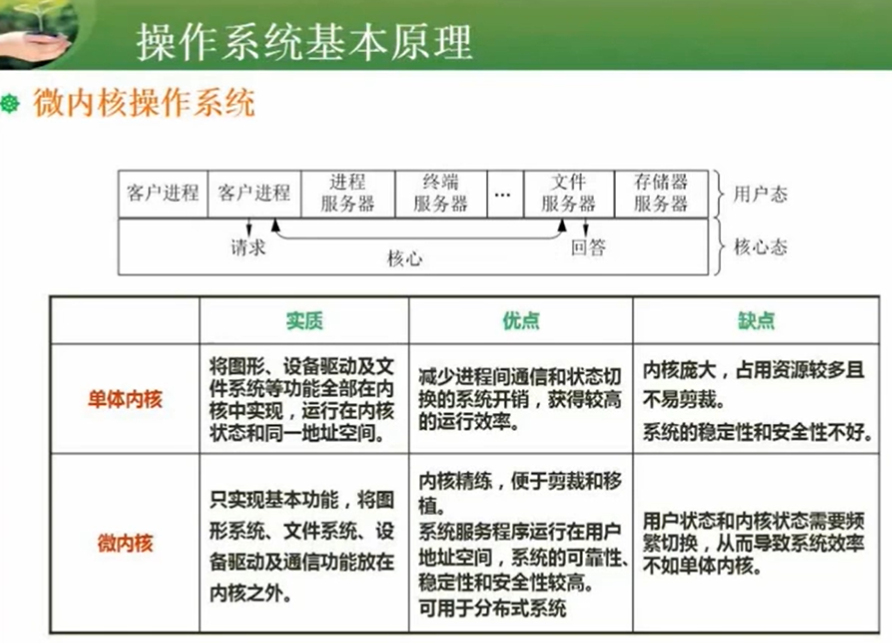 操作系统基本原理
微内核操作系统
客户进程 客户进程 进程服务器 终端服务器 … 文件服务器 存储器服务器 用户态
请求 回答 核心态
核心
实质 优点 缺点
单体内核
将图形、设备驱动及文
件系统等功能全部在内
核中实现，运行在内核
状态和同一地址空间。
减少进程间通信和状态切
换的系统开销，获得较高
的运行效率。
内核庞大，占用资源较多且
不易剪裁。
系统的稳定性和安全性不好。
微内核
只实现基本功能，将图
形系统、文件系统、设
备驱动及通信功能放在
内核之外。
内核精练，便于剪裁和移
植。
系统服务程序运行在用户
地址空间，系统的可靠性、
稳定性和安全性较高。
可用于分布式系统
用户状态和内核状态需要频
繁切换，从而导致系统效率
不如单体内核。